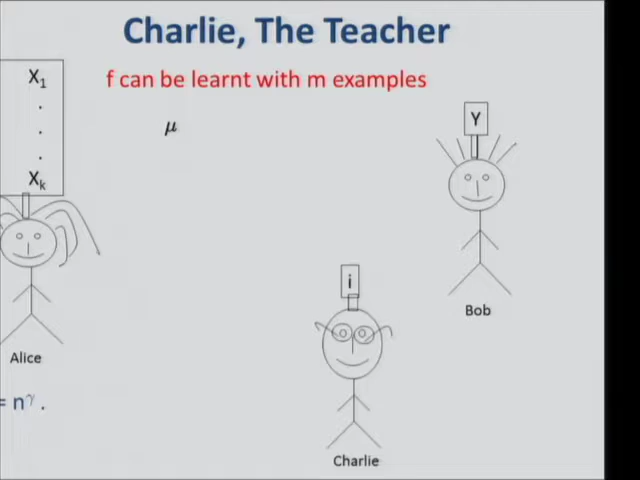 Charlie, The Teacher
f can be learnt with m examples
X₁
.
.
.
Xₖ
μ
Y
i
Bob
Alice
= n^γ .
Charlie